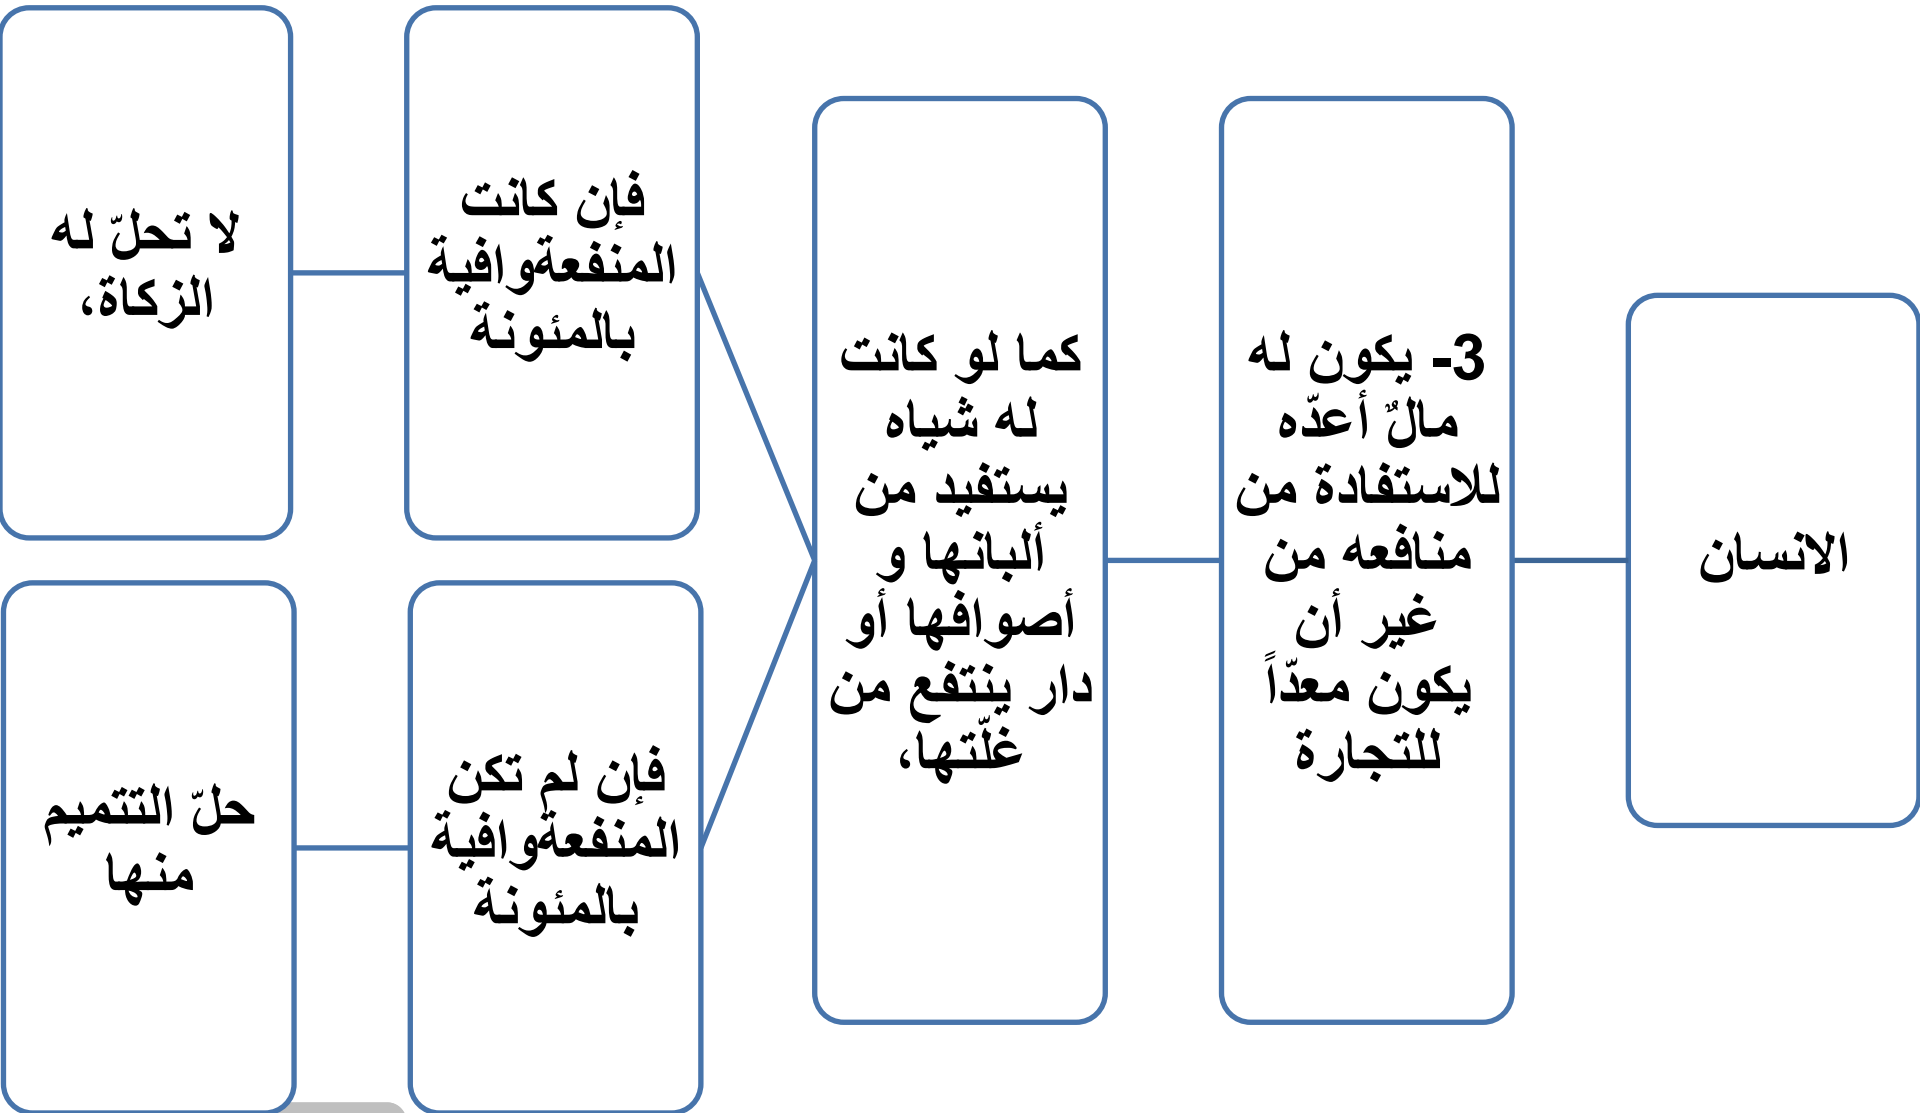 الانسان
3- يكون له
مالٌ أعدّه
للاستفادة من
منافعه من
غير أن
يكون معدّاً
للتجارة
كما لو كانت
له شياه
يستفيد من
ألبانها و
أصوافها أو
دار ينتفع من
غلّتها،
فإن كانت
المنفعةوافية
بالمئونة
لا تحلّ له
الزكاة،
فإن لم تكن
المنفعةوافية
بالمئونة
حلّ التتميم
منها